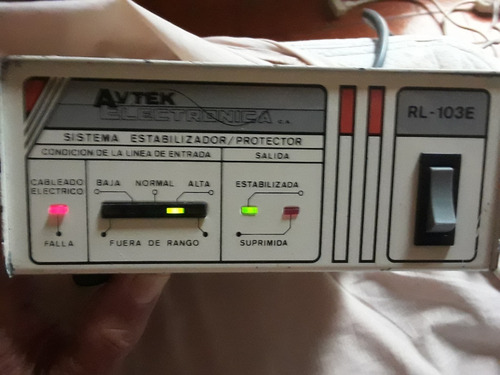 AVTEK
ELECTRONICA C.A.
SISTEMA ESTABILIZADOR/PROTECTOR
CONDICION DE LA LINEA DE ENTRADA
SALIDA
CABLEADO
ELECTRICO
FALLA
BAJA NORMAL ALTA
FUERA DE RANGO
ESTABILIZADA
SUPRIMIDA
RL-103E